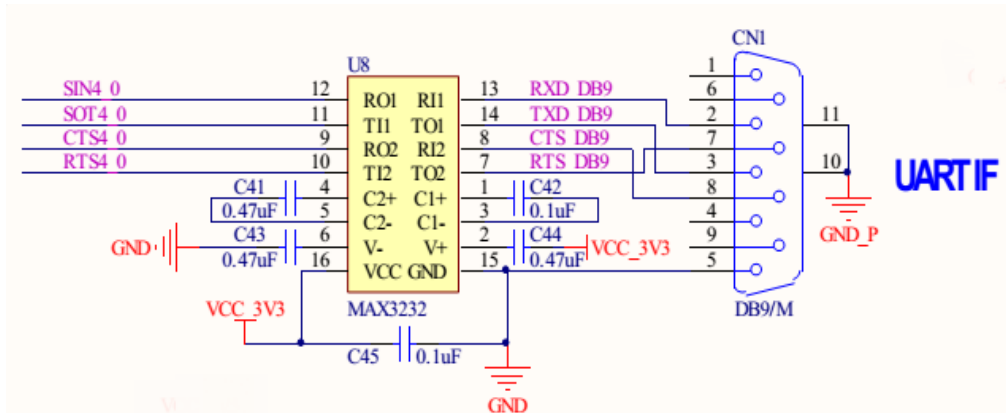 CN1
U8
1
6
SIN4_0 12 RO1 RI1 13 RXD_DB9 2 11
SOT4_0 11 TI1 TO1 14 TXD_DB9 7
CTS4_0 9 RO2 RI2 8 CTS_DB9 3 10
RTS4_0 10 TI2 TO2 7 RTS_DB9 8
UART IF
C41 4 C2+ C1+ 1 C42 4
0.47uF 5 C2- C1- 3 0.1uF
GND_P
C43 6 V- V+ 2 C44 9
GND VCC_3V3
0.47uF 16 VCC GND 15 0.47uF 5
VCC_3V3 MAX3232 DB9/M
C45 0.1uF
GND